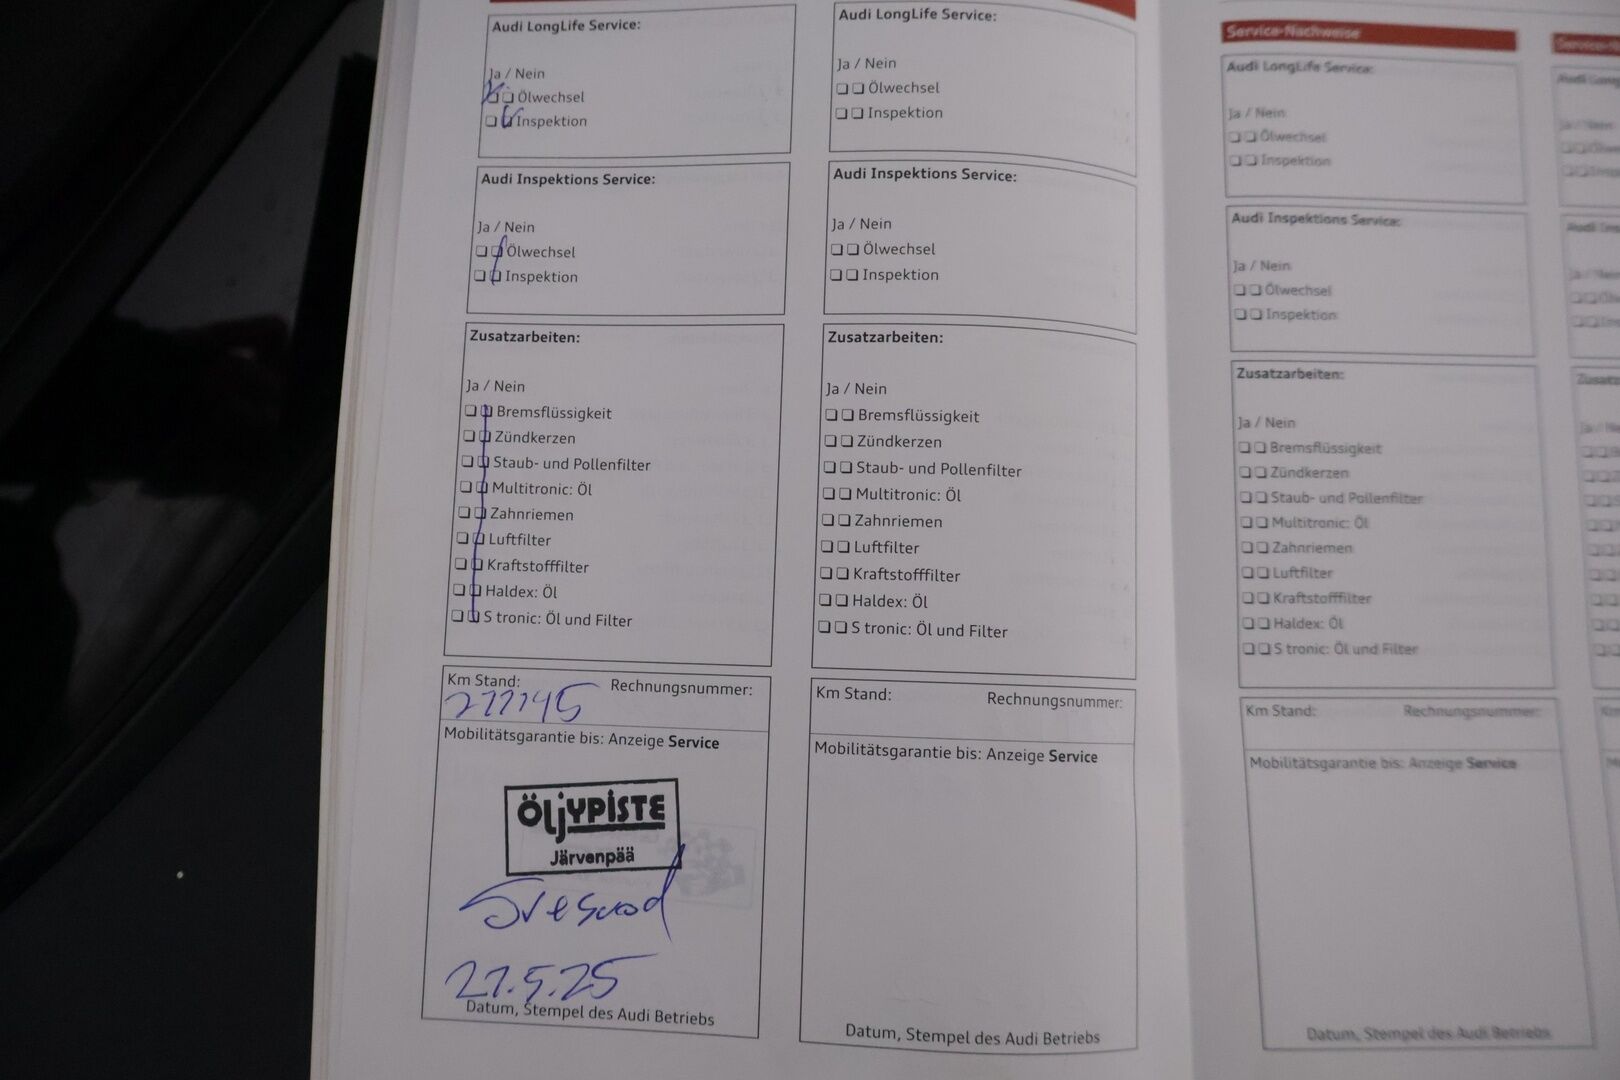 Audi LongLife Service:
Ja / Nein
Ölwechsel
Inspektion
Audi Inspektions Service:
Ja / Nein
Ölwechsel
Inspektion
Zusatzarbeiten:
Ja / Nein
Bremsflüssigkeit
Zündkerzen
Staub- und Pollenfilter
Multitronic: Öl
Zahnriemen
Luftfilter
Kraftstofffilter
Haldex: Öl
S tronic: Öl und Filter
Km Stand: Rechnungsnummer:
Mobilitätsgarantie bis: Anzeige Service
ÖLjYPiSTE
Järvenpää
Datum, Stempel des Audi Betriebs
Audi LongLife Service:
Ja / Nein
Ölwechsel
Inspektion
Audi Inspektions Service:
Ja / Nein
Ölwechsel
Inspektion
Zusatzarbeiten:
Ja / Nein
Bremsflüssigkeit
Zündkerzen
Staub- und Pollenfilter
Multitronic: Öl
Zahnriemen
Luftfilter
Kraftstofffilter
Haldex: Öl
S tronic: Öl und Filter
Km Stand: Rechnungsnummer:
Mobilitätsgarantie bis: Anzeige Service
Datum, Stempel des Audi Betriebs
Service-Nachweise
Audi LongLife Service:
Ja / Nein
Ölwechsel
Inspektion
Audi Inspektions Service:
Ja / Nein
Ölwechsel
Inspektion
Zusatzarbeiten:
Ja / Nein
Bremsflüssigkeit
Zündkerzen
Staub- und Pollenfilter
Multitronic: Öl
Zahnriemen
Luftfilter
Kraftstofffilter
Haldex: Öl
S tronic: Öl und Filter
Km Stand: Rechnungsnummer:
Mobilitätsgarantie bis: Anzeige Service
Datum, Stempel des Audi Betriebs